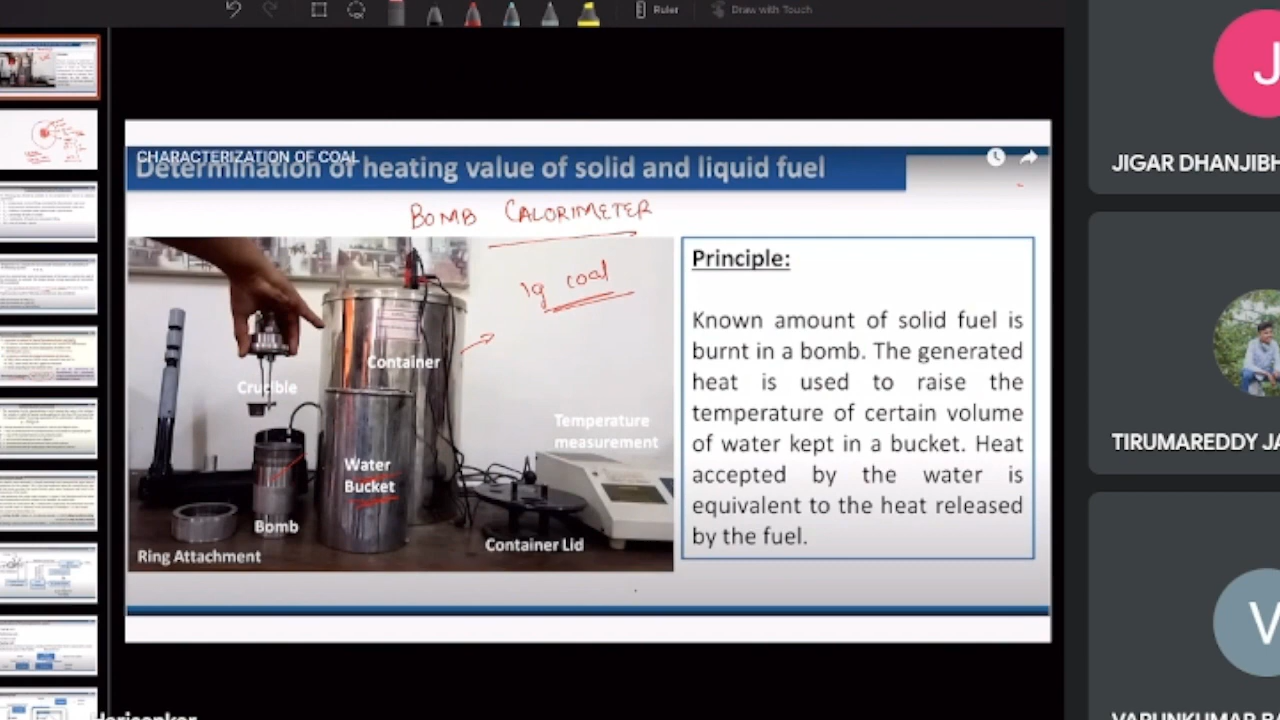 Ruler
Draw with Touch
CHARACTERIZATION OF COAL
Determination of heating value of solid and liquid fuel
BOMB CALORIMETER
1g coal
Container
Crucible
Temperature
measurement
Water
Bucket
Bomb
Container Lid
Ring Attachment
Principle:
Known amount of solid fuel is
burnt in a bomb. The generated
heat is used to raise the
temperature of certain volume
of water kept in a bucket. Heat
accepted by the water is
equivalent to the heat released
by the fuel.
J
JIGAR DHANJIBH
TIRUMAREDDY JA
V